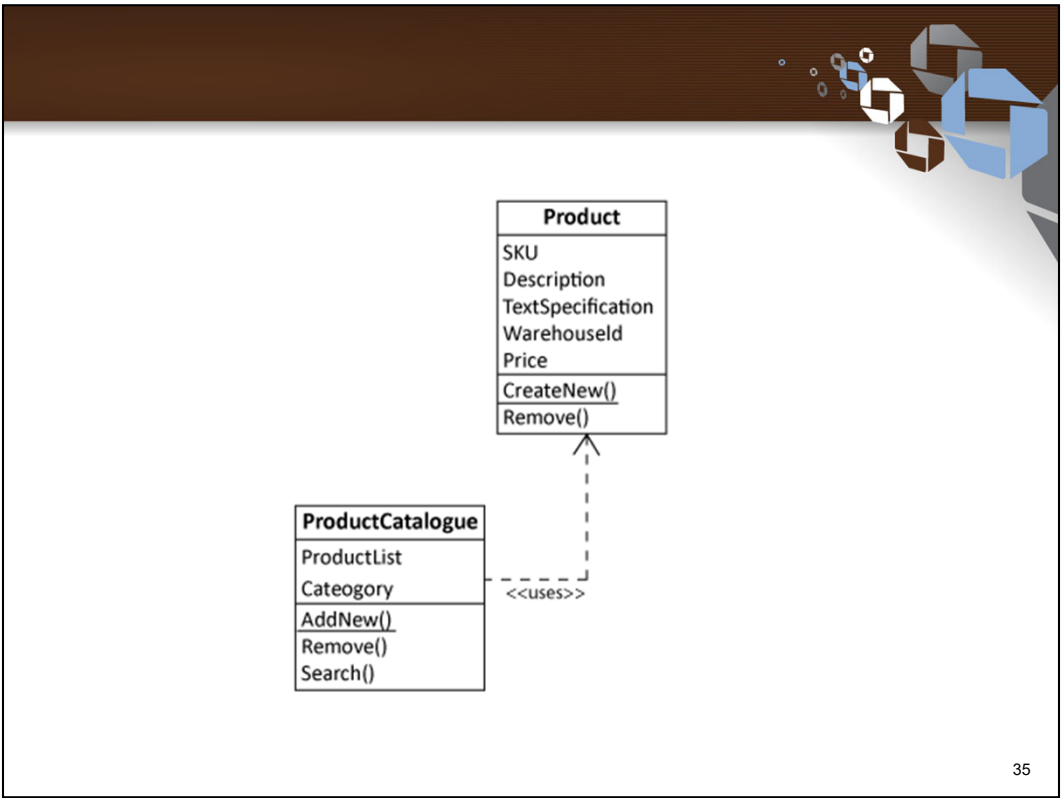 Product
SKU
Description
TextSpecification
WarehouseId
Price
CreateNew()
Remove()
ProductCatalogue
ProductList
Cateogory
<<uses>>
AddNew()
Remove()
Search()
35